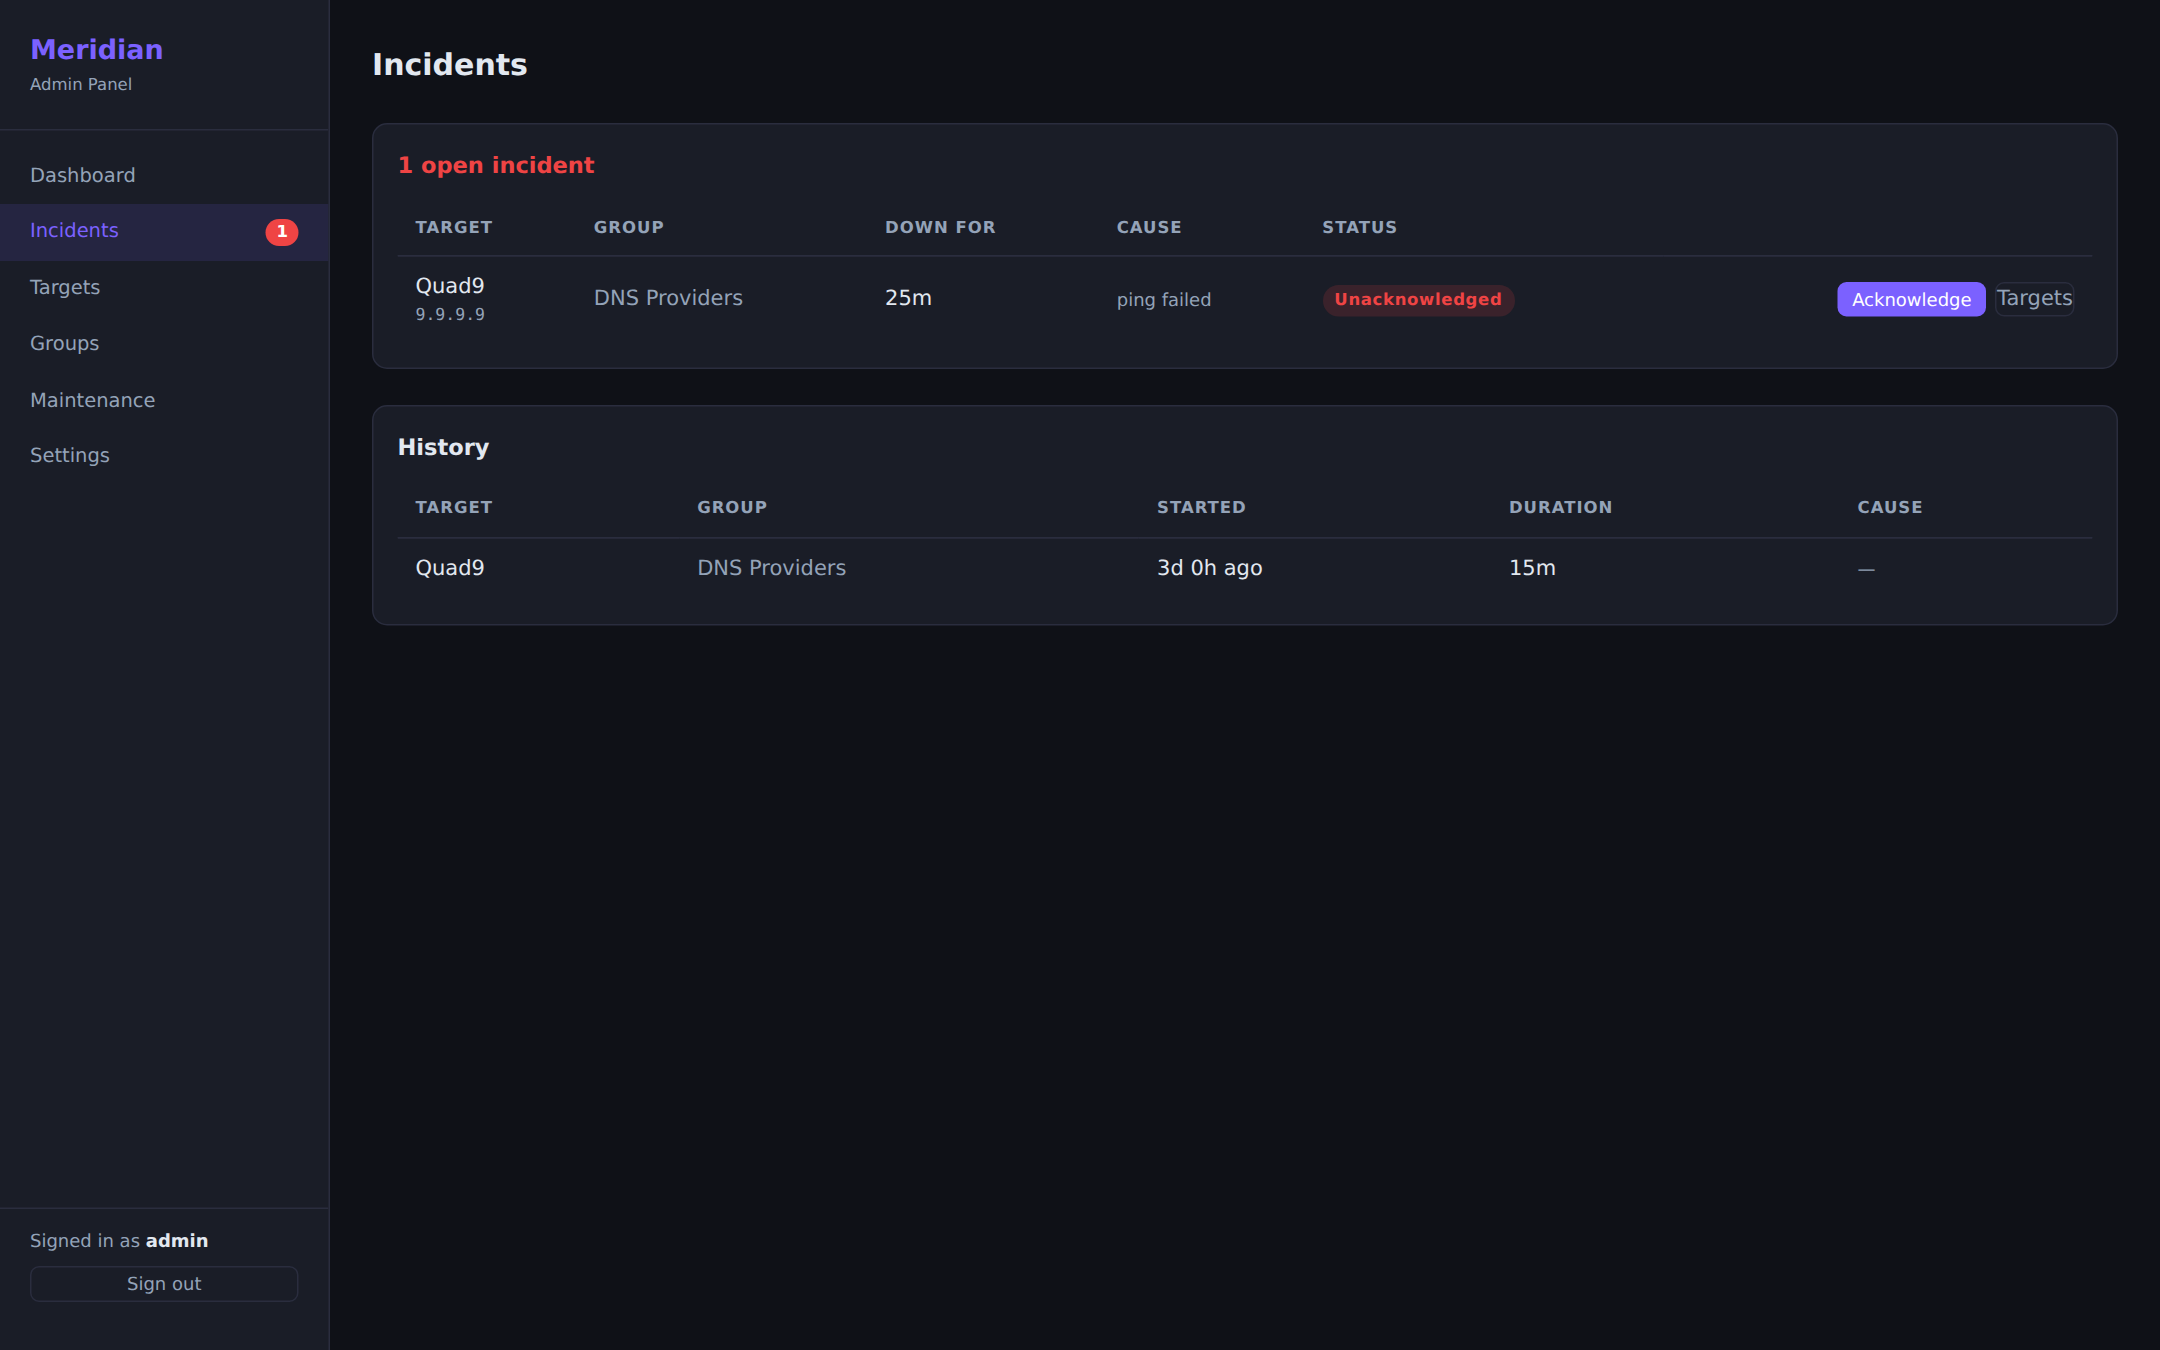 Meridian
Admin Panel
Dashboard
Incidents 1
Targets
Groups
Maintenance
Settings
Signed in as admin
Sign out
Incidents
1 open incident
TARGET GROUP DOWN FOR CAUSE STATUS
Quad9 DNS Providers 25m ping failed Unacknowledged Acknowledge Targets
9.9.9.9
History
TARGET GROUP STARTED DURATION CAUSE
Quad9 DNS Providers 3d 0h ago 15m —